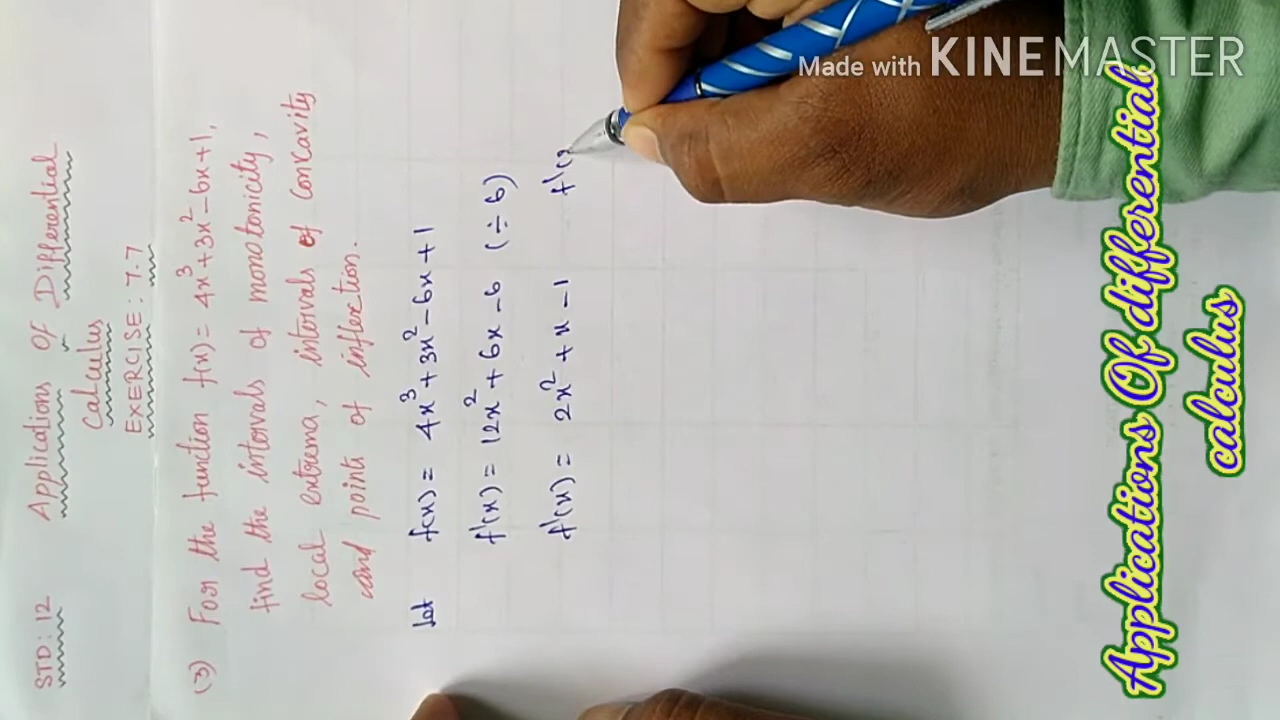 STD: 12 Applications Of Differential
Calculus
EXERCISE: 7.7
(3) For the function f(x) = 4x³+3x²-6x+1,
find the intervals of monotonicity,
local extrema, intervals of concavity
and points of inflection.
Let f(x) = 4x³+3x²-6x+1
f'(x) = 12x²+6x-6 (÷6)
f'(x) = 2x²+x-1 f'(
Made with KINEMASTER
Applications Of differential
calculus